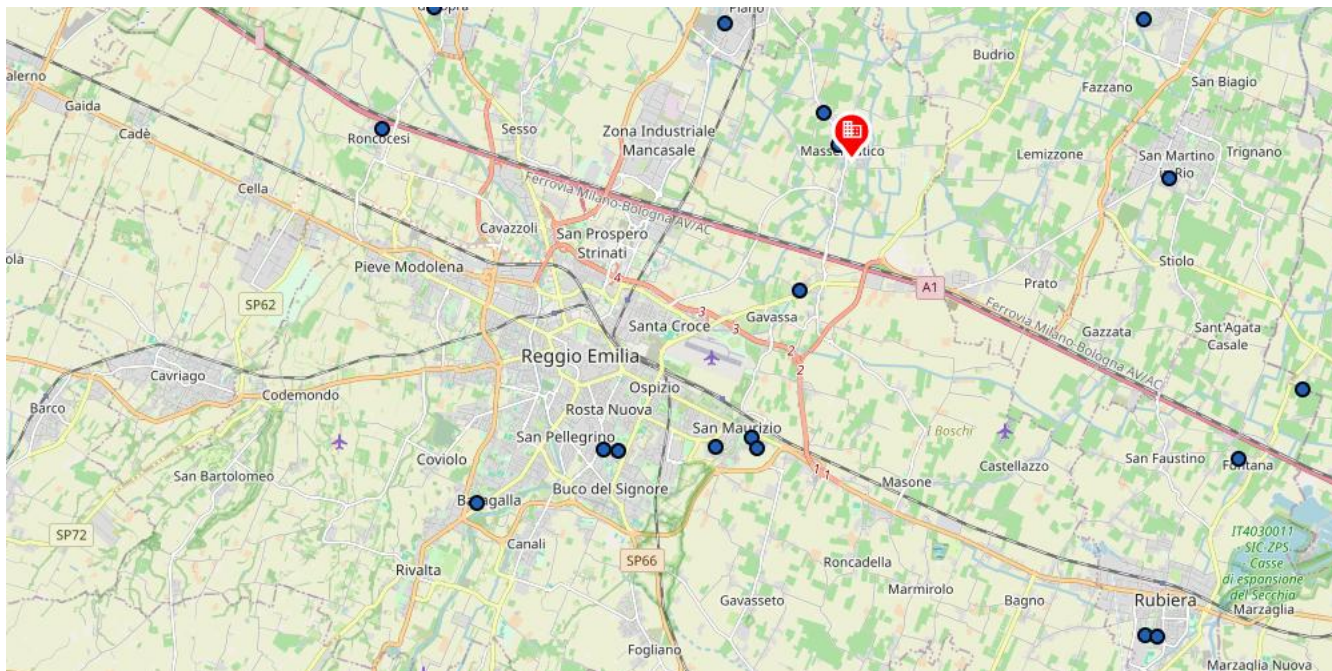 Piano
Budrio
San Biagio
Fazzano
Gaida
Cadè
Roncocesi
Sesso
Zona Industriale
Mancasale
Lemizzone
San Martino
in Rio
Trignano
Cella
Ferrovia Milano-Bologna AV/AC
Cavazzoli
San Prospero
Strinati
Pieve Modolena
Stiolo
SP62
4
A1
Prato
3
3
Santa Croce
Gavassa
Gazzata
Sant'Agata
Casale
Ferrovia Milano-Bologna AV/AC
2
2
Reggio Emilia
Cavriago
Codemondo
Ospizio
Barco
Rosta Nuova
San Pellegrino
San Maurizio
I Boschi
Coviolo
San Bartolomeo
San Faustino
Fontana
Castellazzo
1 1
Masone
Buco del Signore
SP72
Canali
IT4030011
- SIC-ZPS
Casse
di espansione
del Secchia
SP66
Rivalta
Roncadella
Marmirolo
Gavasseto
Bagno
Rubiera
Marzaglia
Fogliano
Marzaglia Nuova